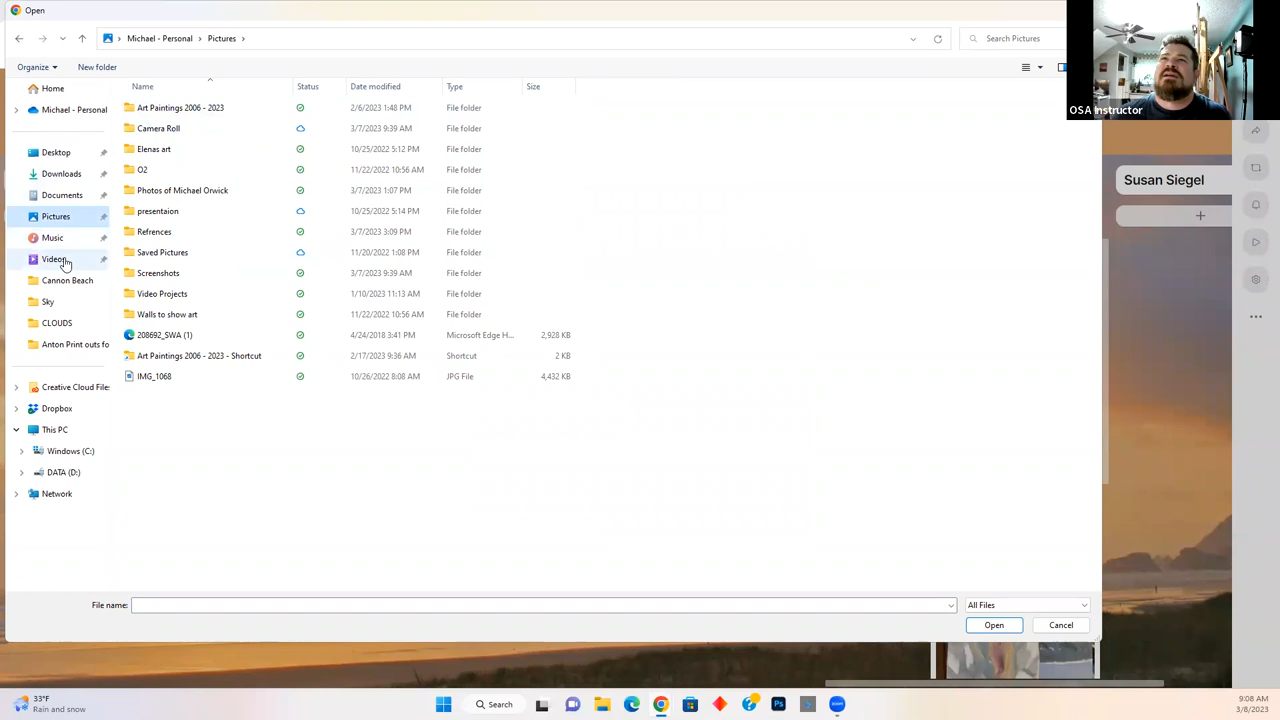 Open
Michael - Personal > Pictures >
Search Pictures
Organize
New folder
Name Status Date modified Type Size
Home
Michael - Personal
Desktop
Downloads
Documents
Pictures
Music
Videos
Cannon Beach
Sky
CLOUDS
Anton Print outs fo
Creative Cloud File
Dropbox
This PC
Windows (C:)
DATA (D:)
Network
Art Paintings 2006 - 2023 2/6/2023 1:48 PM File folder
Camera Roll 3/7/2023 9:39 AM File folder
Elenas art 10/25/2022 5:12 PM File folder
O2 11/22/2022 10:56 AM File folder
Photos of Michael Orwick 3/7/2023 1:07 PM File folder
presentaion 10/25/2022 5:14 PM File folder
Refrences 3/7/2023 3:09 PM File folder
Saved Pictures 11/20/2022 1:08 PM File folder
Screenshots 3/7/2023 9:39 AM File folder
Video Projects 1/10/2023 11:13 AM File folder
Walls to show art 11/22/2022 10:56 AM File folder
208692_SWA (1) 4/24/2018 3:41 PM Microsoft Edge H... 2,928 KB
Art Paintings 2006 - 2023 - Shortcut 2/17/2023 9:36 AM Shortcut 2 KB
IMG_1068 10/26/2022 8:08 AM JPG File 4,432 KB
File name:
All Files
Open
Cancel
OSA Instructor
Susan Siegel
33°F
Rain and snow
Search
Ps
zoom
9:08 AM
3/8/2023